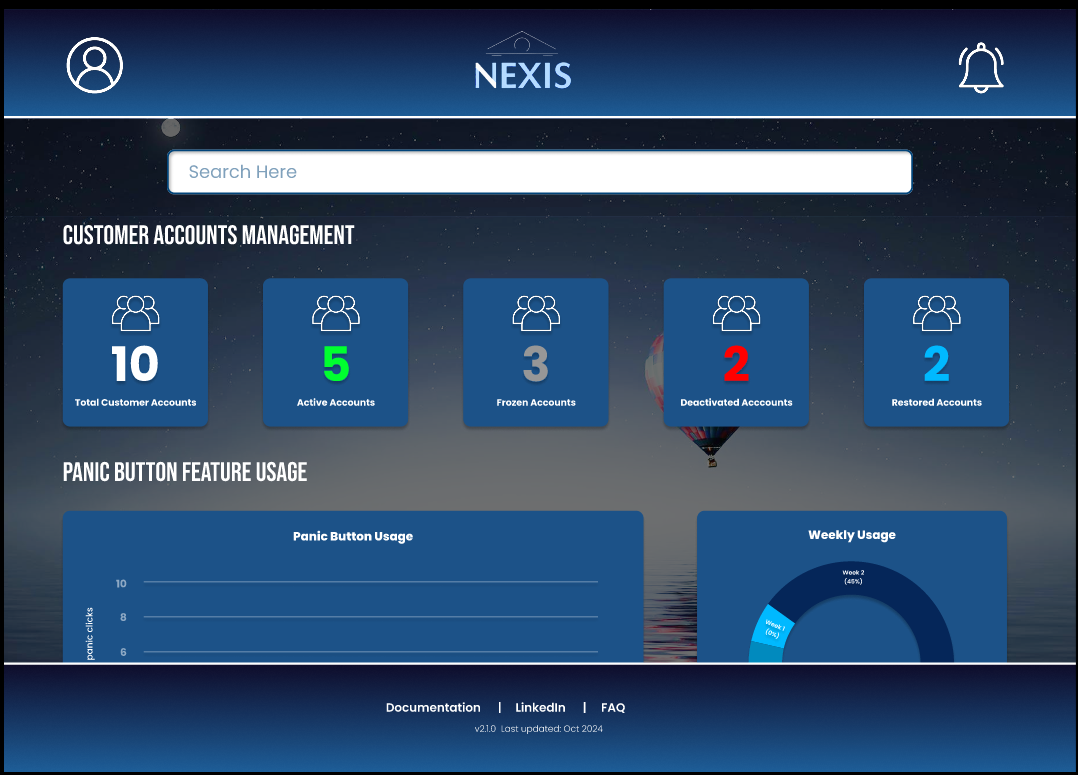 NEXIS
Search Here
CUSTOMER ACCOUNTS MANAGEMENT
10
Total Customer Accounts
5
Active Accounts
3
Frozen Accounts
2
Deactivated Acccounts
2
Restored Accounts
PANIC BUTTON FEATURE USAGE
Panic Button Usage
10
8
6
panic clicks
Weekly Usage
Week 2
(45%)
Week 1
(0%)
Documentation | LinkedIn | FAQ
v2.1.0 Last updated: Oct 2024